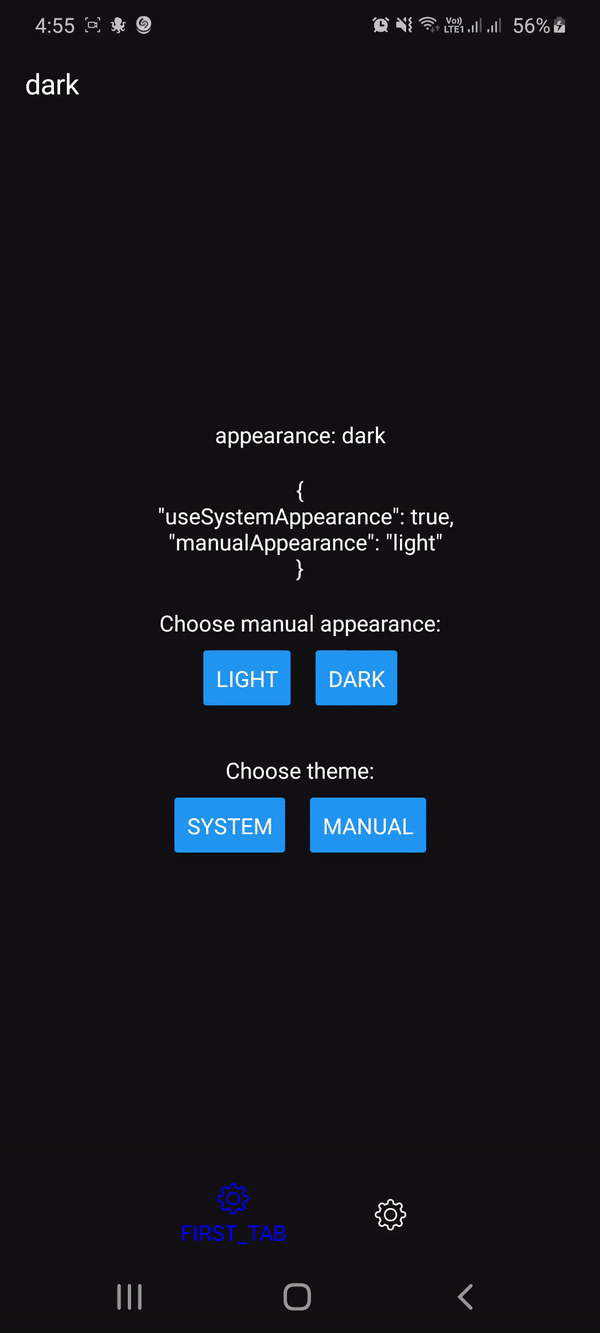 4:55 Vo)) LTE1 56%
dark
appearance: dark
{
"useSystemAppearance": true,
"manualAppearance": "light"
}
Choose manual appearance:
LIGHT DARK
Choose theme:
SYSTEM MANUAL
FIRST_TAB